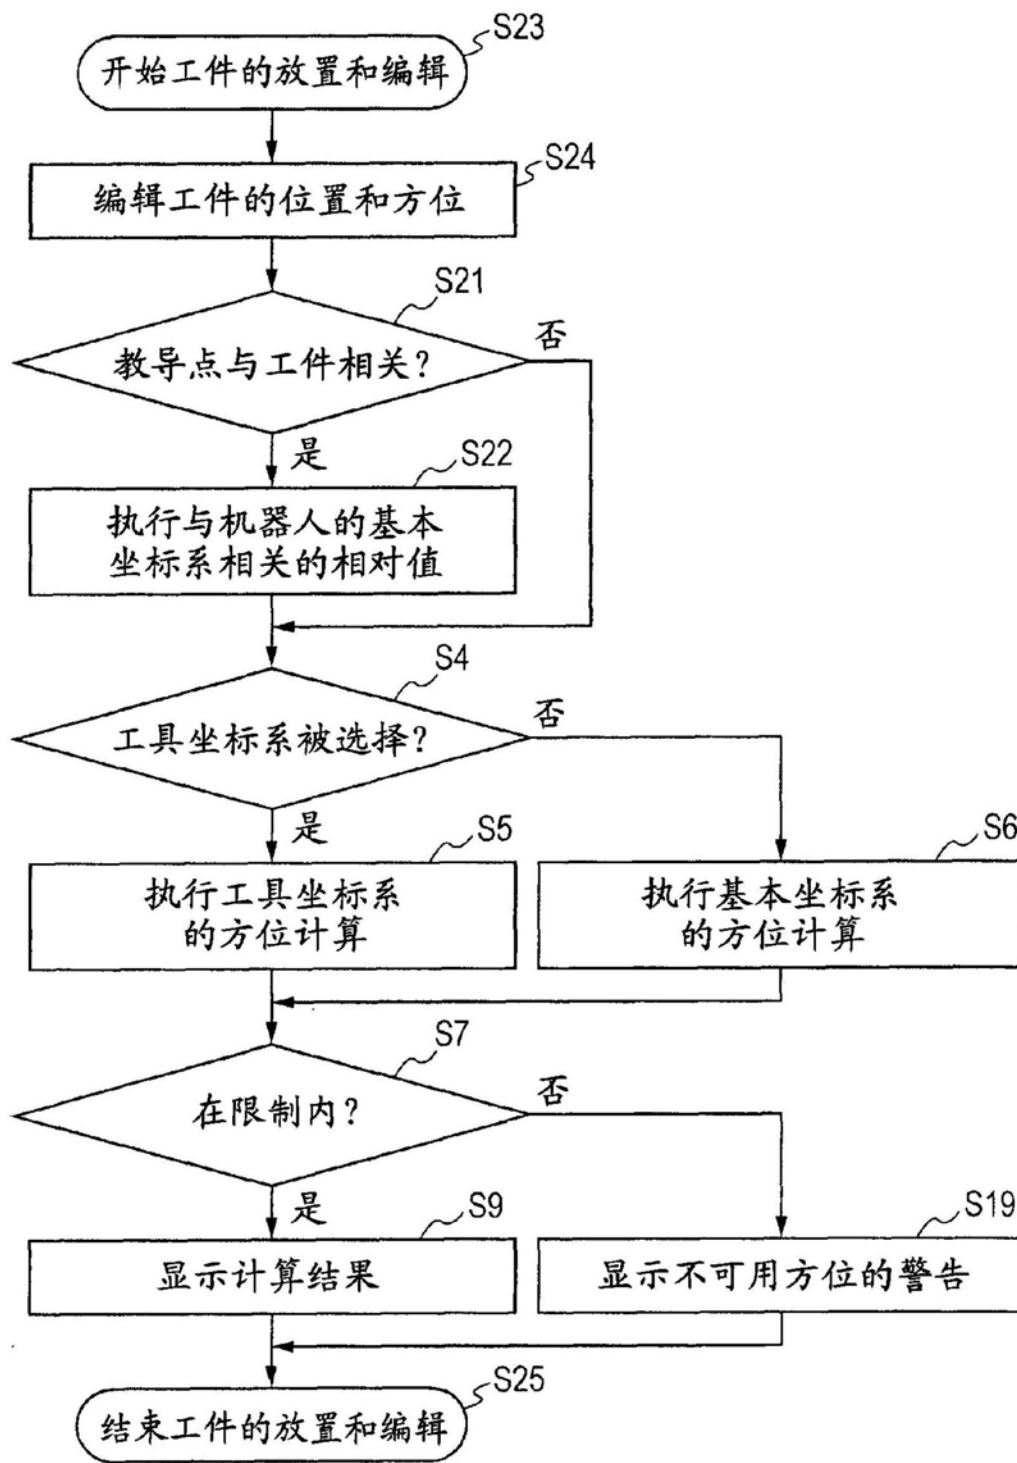 S23
开始工件的放置和编辑
S24
编辑工件的位置和方位
S21
教导点与工件相关？
否
是
S22
执行与机器人的基本
坐标系相关的相对值
S4
工具坐标系被选择？
否
是
S5
执行工具坐标系
的方位计算
S6
执行基本坐标系
的方位计算
S7
在限制内？
否
是
S9
显示计算结果
S19
显示不可用方位的警告
S25
结束工件的放置和编辑